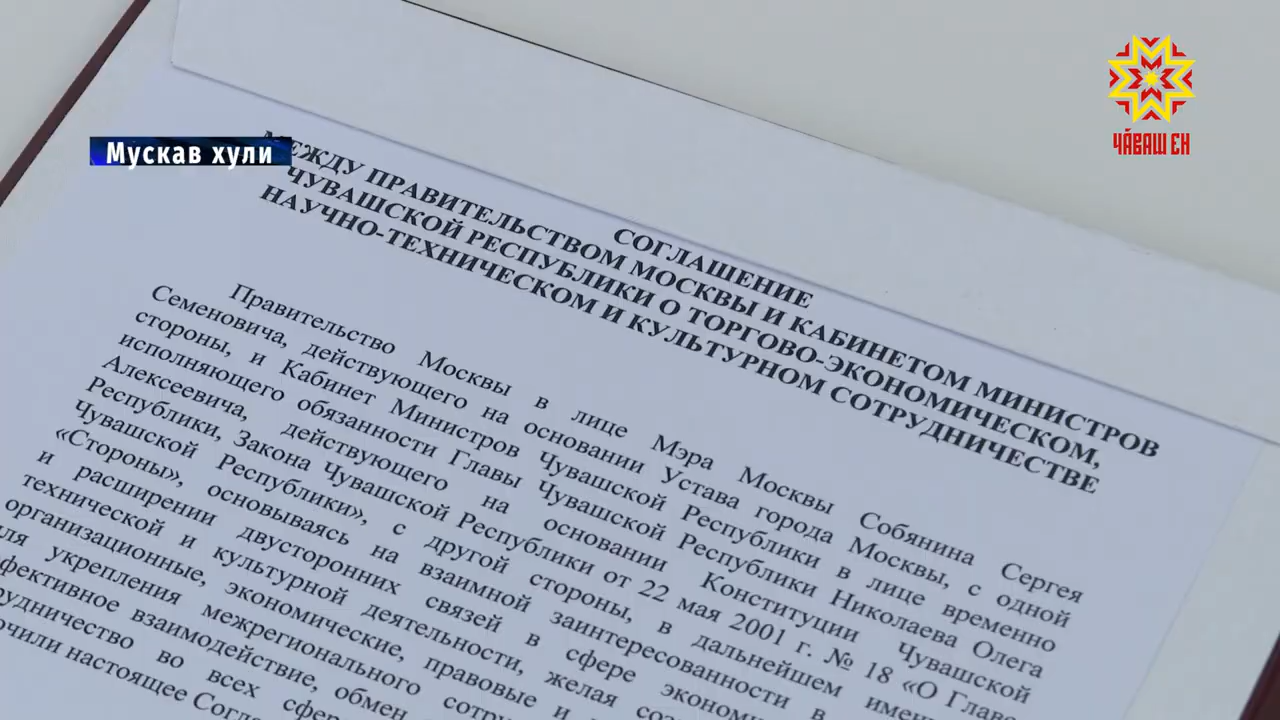 Мускав хули
ЧӐВАШ ЕН
СОГЛАШЕНИЕ
МЕЖДУ ПРАВИТЕЛЬСТВОМ МОСКВЫ И КАБИНЕТОМ МИНИСТРОВ
ЧУВАШСКОЙ РЕСПУБЛИКИ О ТОРГОВО-ЭКОНОМИЧЕСКОМ,
НАУЧНО-ТЕХНИЧЕСКОМ И КУЛЬТУРНОМ СОТРУДНИЧЕСТВЕ
Правительство Москвы в лице Мэра Москвы Собянина Сергея
Семеновича, действующего на основании Устава города Москвы, с одной
стороны, и Кабинет Министров Чувашской Республики в лице временно
исполняющего обязанности Главы Чувашской Республики Николаева Олега
Алексеевича, действующего на основании Конституции Чувашской
Республики, Закона Чувашской Республики от 22 мая 2001 г. № 18 «О Главе
Чувашской Республики», с другой стороны, в дальнейшем
«Стороны», основываясь на взаимной заинтересованности в
и расширении двусторонних связей в сфере
технической и культурной деятельности, желая
организационные, экономические, правовые и
для укрепления межрегионального
взаимодействие, обмен
во всех
настоящее